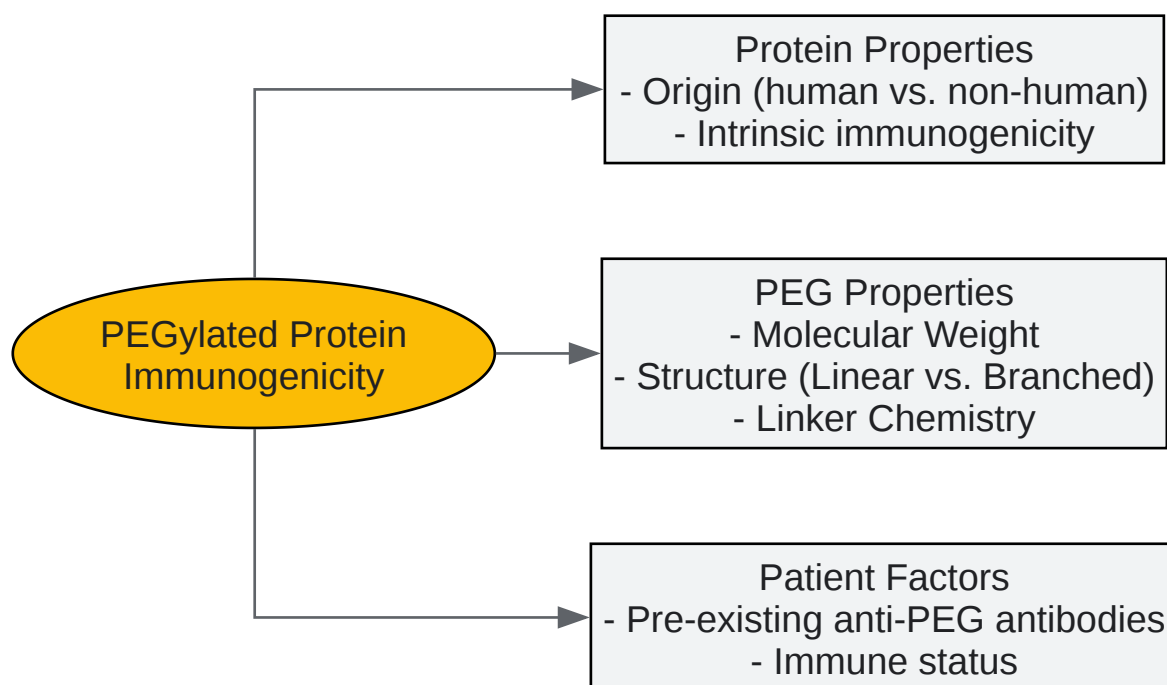 Protein Properties
- Origin (human vs. non-human)
- Intrinsic immunogenicity
PEGylated Protein
Immunogenicity
PEG Properties
- Molecular Weight
- Structure (Linear vs. Branched)
- Linker Chemistry
Patient Factors
- Pre-existing anti-PEG antibodies
- Immune status